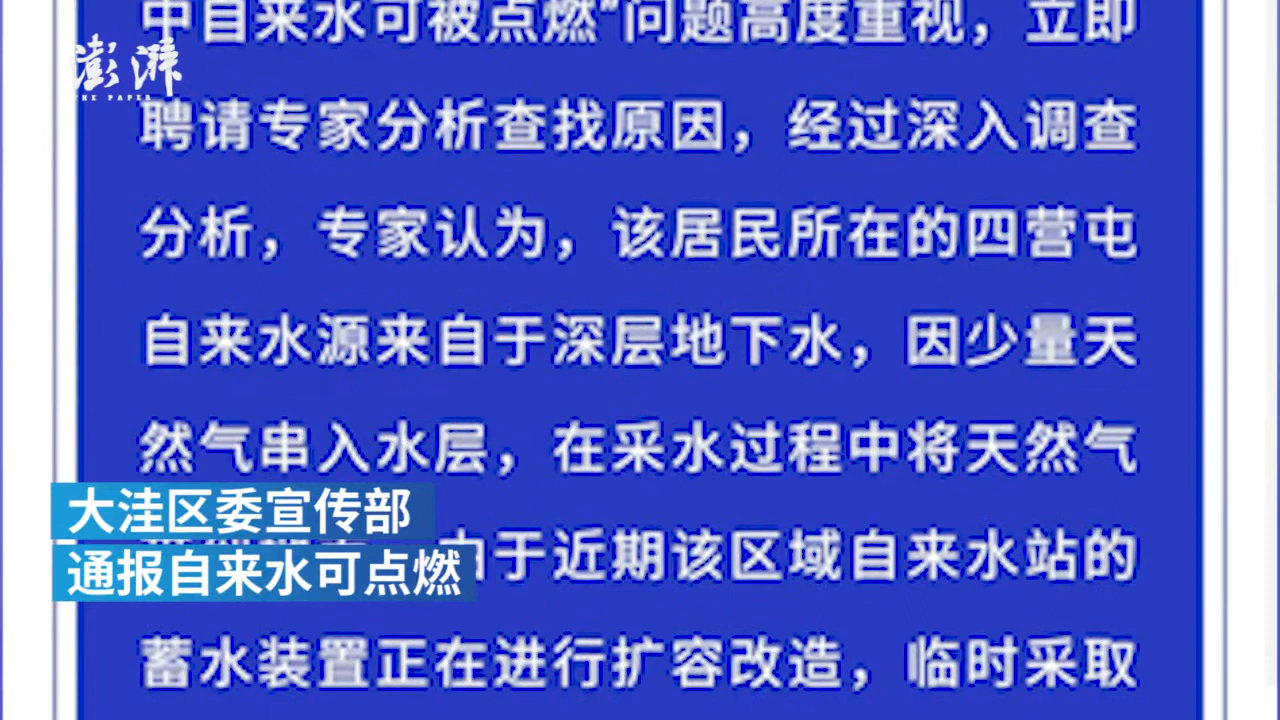 中自来水可被点燃”问题高度重视，立即
澎湃
THE PAPER
聘请专家分析查找原因，经过深入调查
分析，专家认为，该居民所在的四营屯
自来水源来自于深层地下水，因少量天
然气串入水层，在采水过程中将天然气
大洼区委宣传部
由于近期该区域自来水站的
通报自来水可点燃
蓄水装置正在进行扩容改造，临时采取